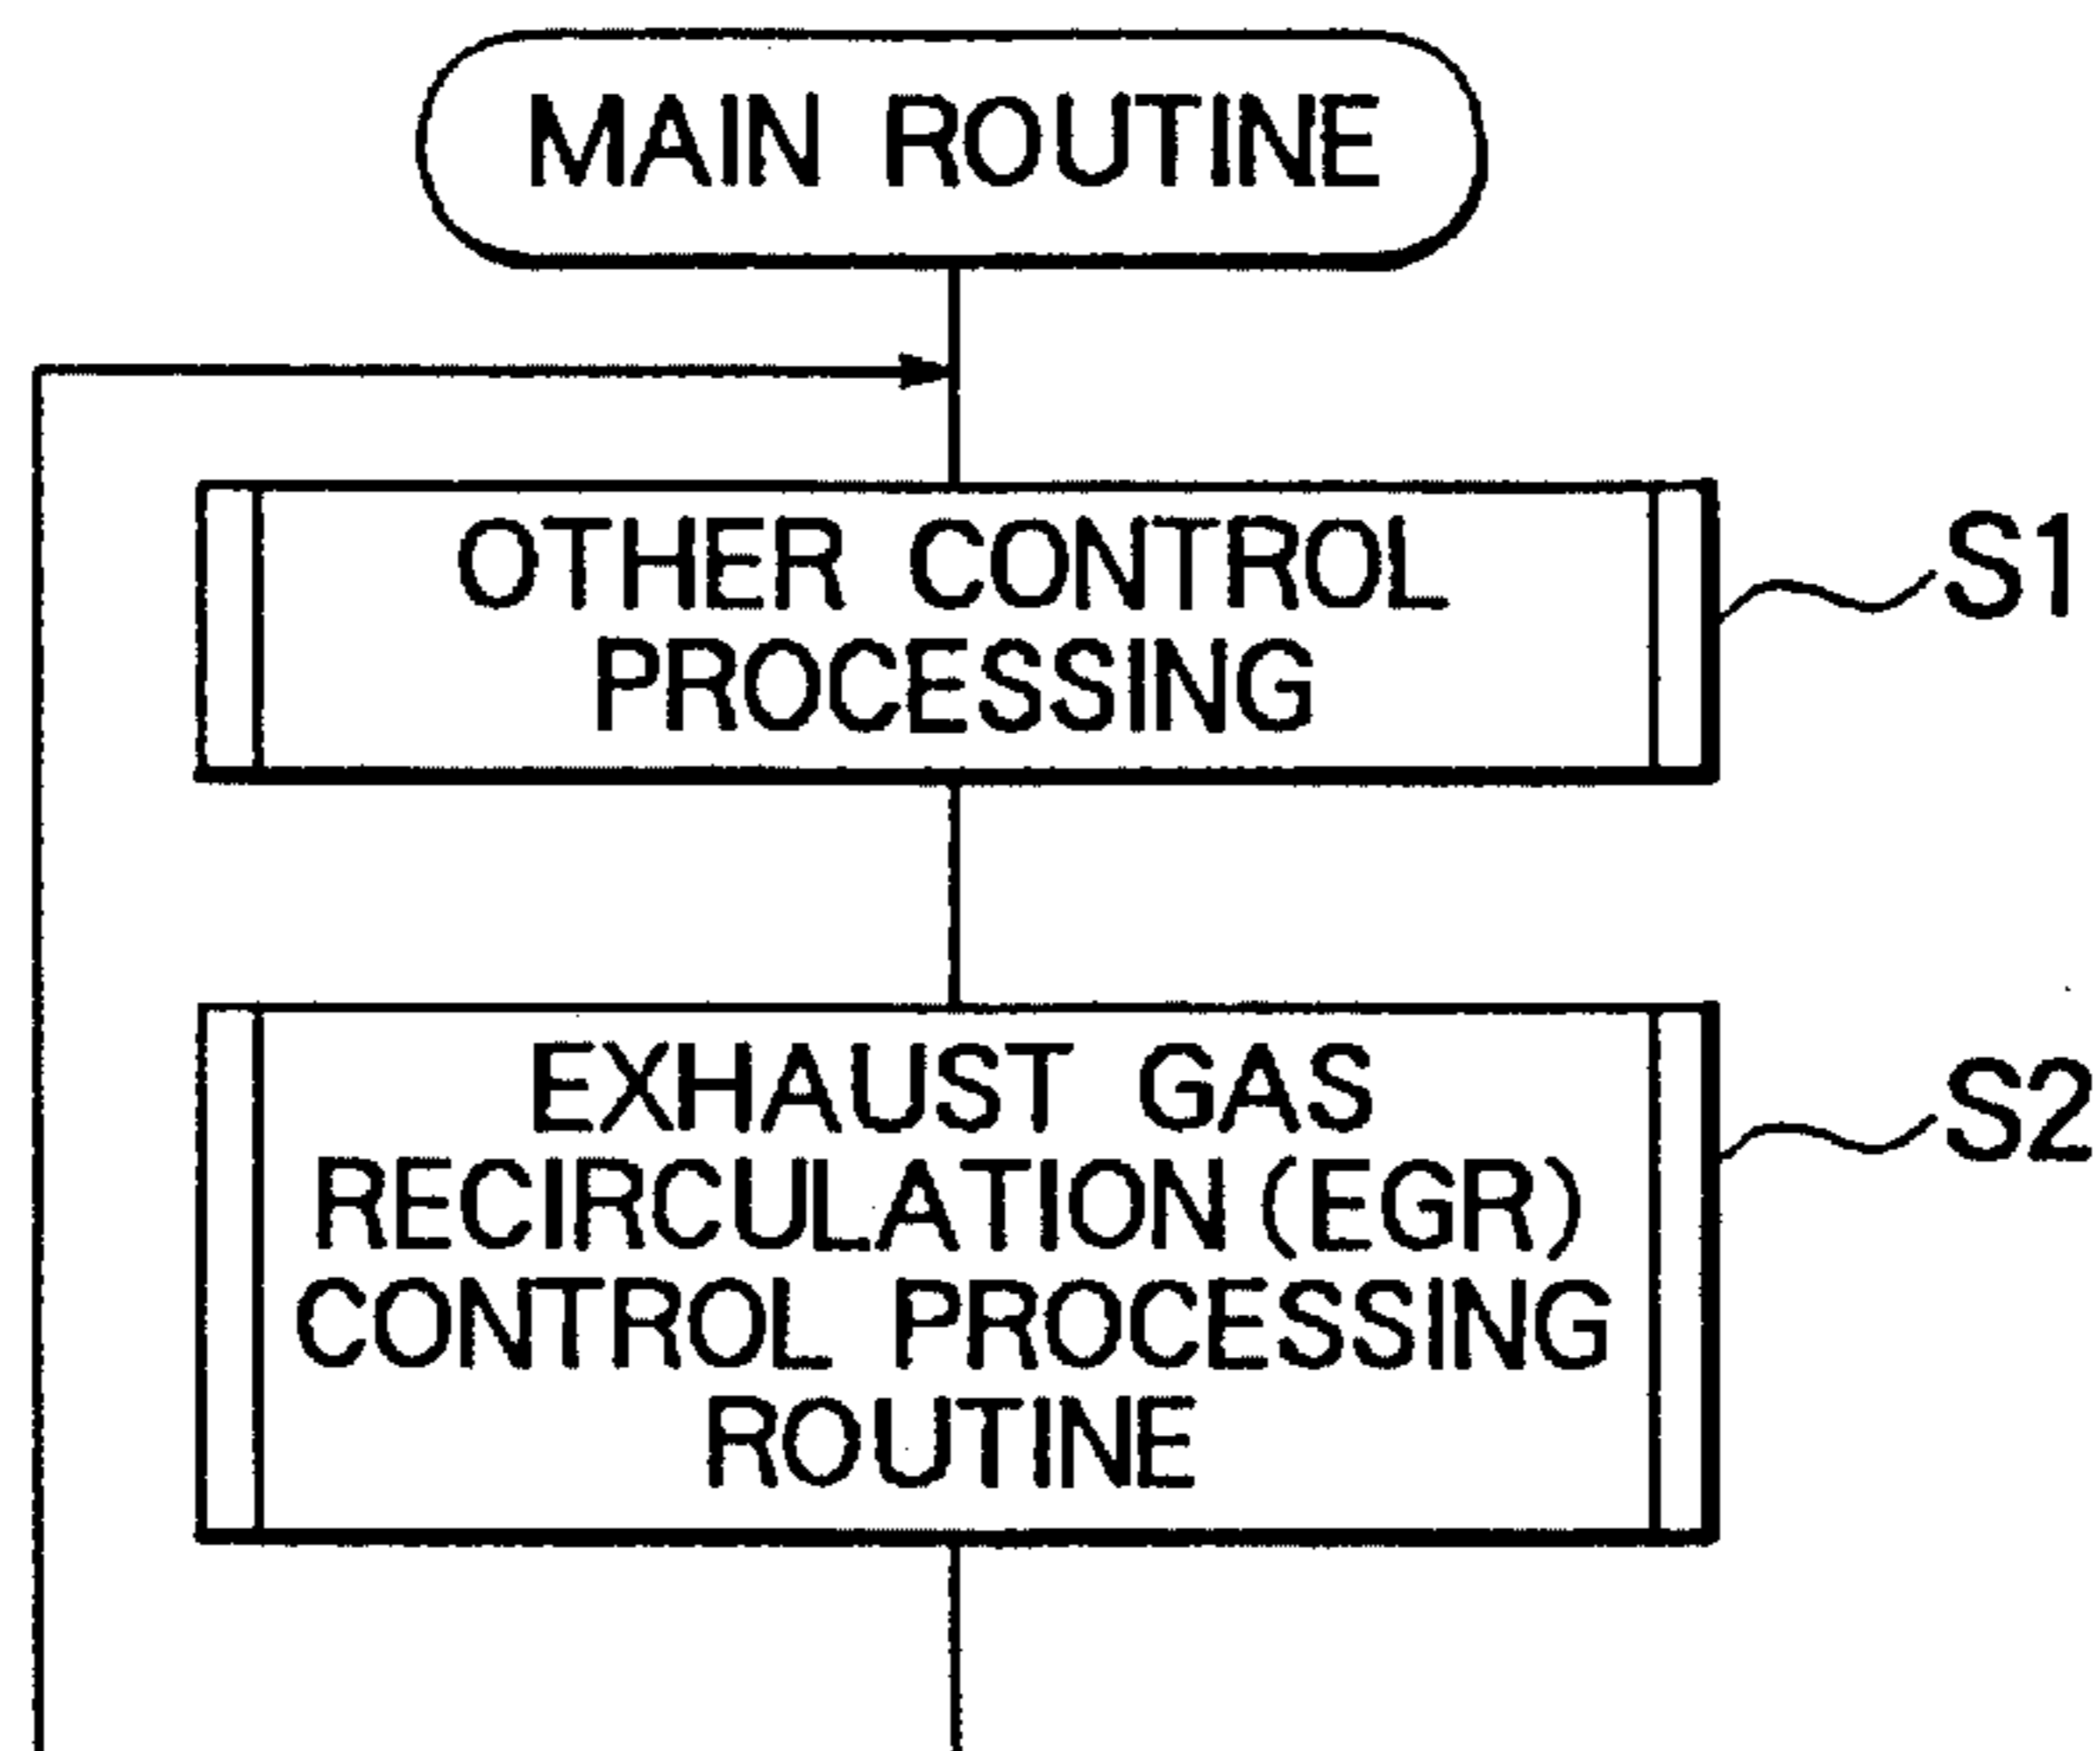 MAIN ROUTINE
OTHER CONTROL
PROCESSING
S1
EXHAUST GAS
RECIRCULATION (EGR)
CONTROL PROCESSING
ROUTINE
S2